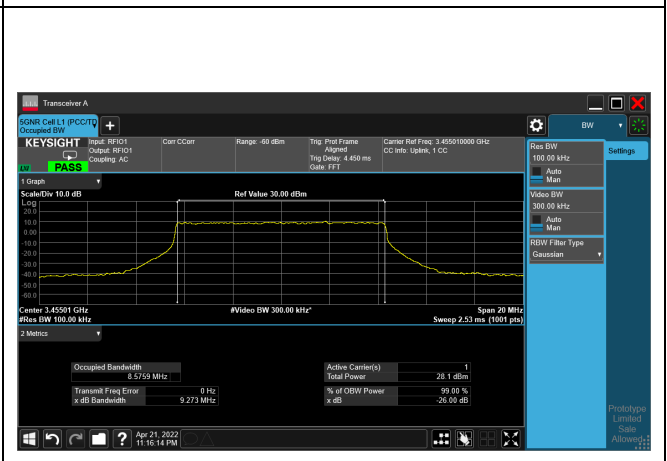 Transceiver A
5GNR Cell L1 (PCC/TD
Occupied BW
+
BW
KEYSIGHT
Input: RFIO1
Output: RFIO1
Coupling: AC
Corr CCorr
Range: -60 dBm
Trig: Prot Frame
Aligned
Trig Delay: 4.450 ms
Gate: FFT
Carrier Ref Freq: 3.455010000 GHz
CC Info: Uplink, 1 CC
PASS
Res BW
100.00 kHz
Auto
Man
Settings
Video BW
300.00 kHz
Auto
Man
RBW Filter Type
Gaussian
1 Graph
Scale/Div 10.0 dB
Ref Value 30.00 dBm
Log
20.0
10.0
0.00
-10.0
-20.0
-30.0
-40.0
-50.0
-60.0
Center 3.45501 GHz
#Video BW 300.00 kHz*
Span 20 MHz
#Res BW 100.00 kHz
Sweep 2.53 ms (1001 pts)
2 Metrics
Occupied Bandwidth
8.5759 MHz
Transmit Freq Error 0 Hz
x dB Bandwidth 9.273 MHz
Active Carrier(s) 1
Total Power 28.1 dBm
% of OBW Power 99.00 %
x dB -26.00 dB
Prototype
Limited
Sale
Allowed
?
Apr 21, 2022
11:16:14 PM